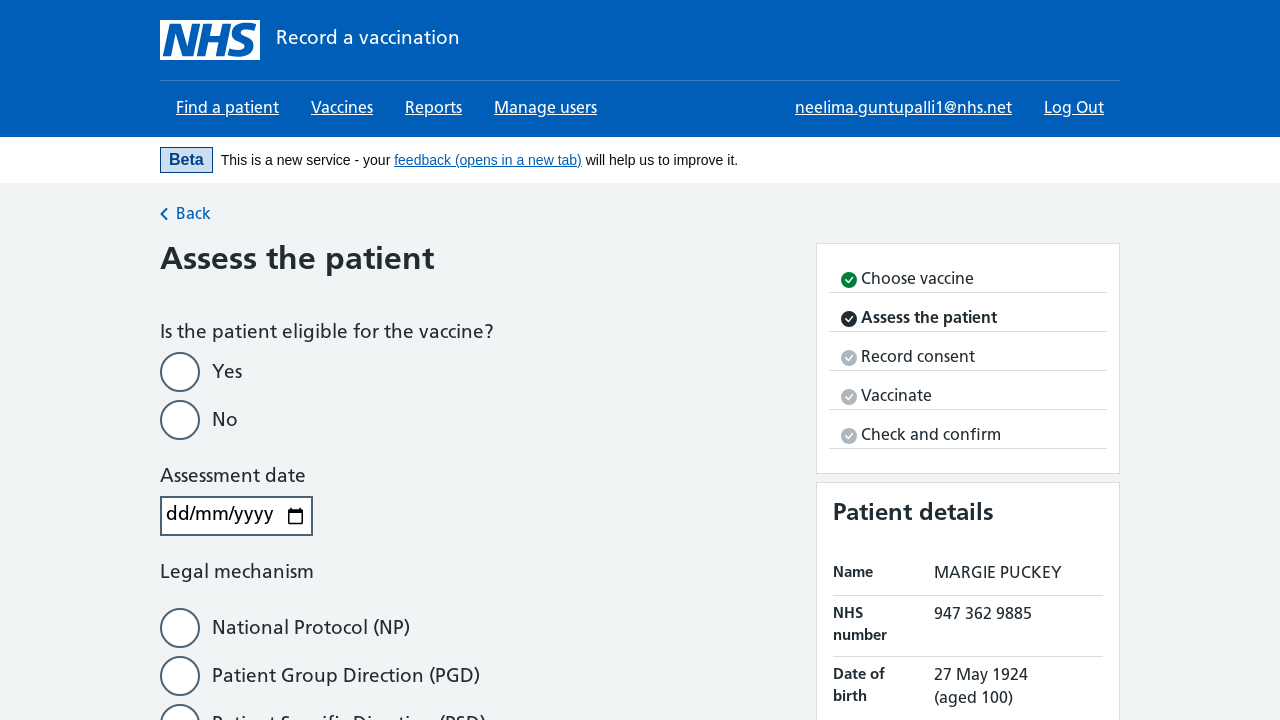 NHS Record a vaccination
Find a patient Vaccines Reports Manage users neelima.guntupalli1@nhs.net Log Out
Beta This is a new service - your feedback (opens in a new tab) will help us to improve it.
Back
Assess the patient
Is the patient eligible for the vaccine?
Yes
No
Assessment date
dd/mm/yyyy
Legal mechanism
National Protocol (NP)
Patient Group Direction (PGD)
Patient Specific Direction (PSD)
Choose vaccine
Assess the patient
Record consent
Vaccinate
Check and confirm
Patient details
Name MARGIE PUCKEY
NHS number 947 362 9885
Date of birth 27 May 1924
(aged 100)